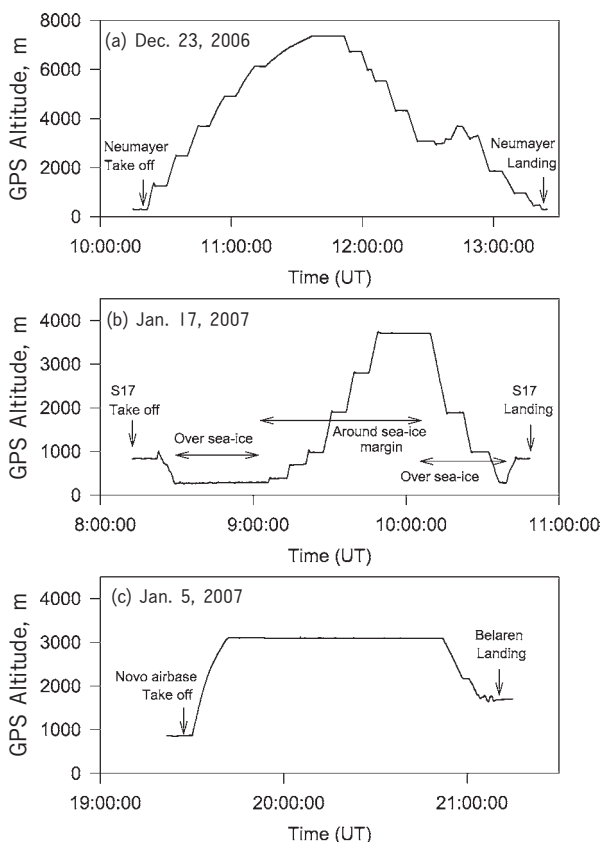 (a) Dec. 23, 2006
GPS Altitude, m
8000
6000
4000
2000
0
Neumayer
Take off
Neumayer
Landing
10:00:00
11:00:00
12:00:00
13:00:00
Time (UT)
(b) Jan. 17, 2007
GPS Altitude, m
4000
3000
2000
1000
0
S17
Take off
Over sea-ice
Around sea-ice
margin
Over sea-ice
S17
Landing
8:00:00
9:00:00
10:00:00
11:00:00
Time (UT)
(c) Jan. 5, 2007
GPS Altitude, m
4000
3000
2000
1000
0
Novo airbase
Take off
Belaren
Landing
19:00:00
20:00:00
21:00:00
Time (UT)